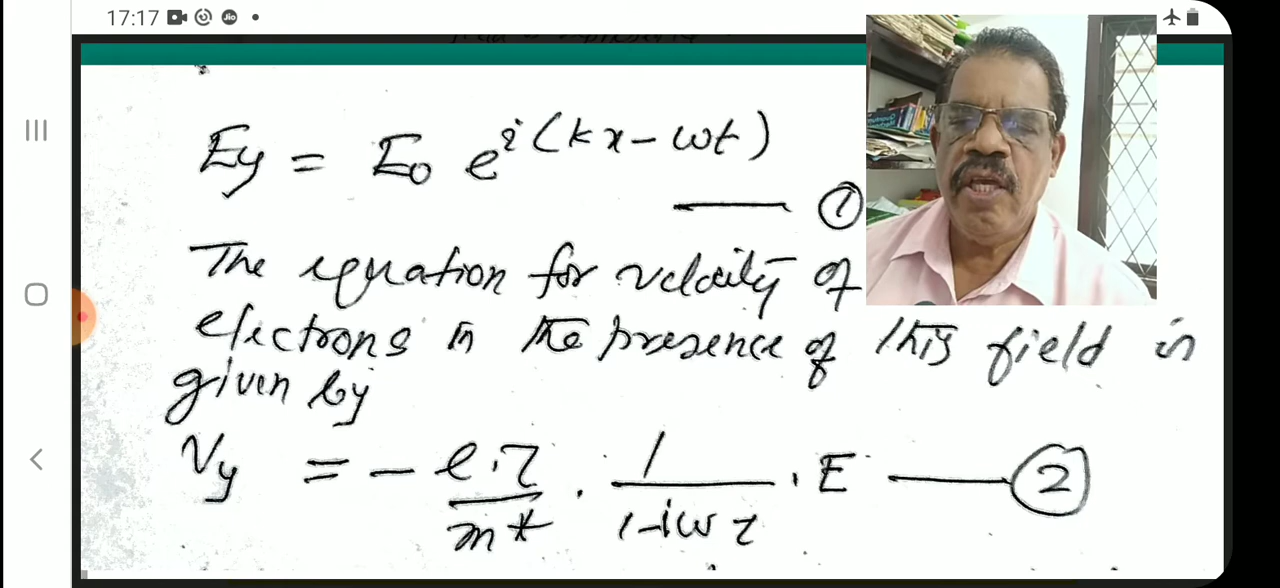 17:17
Ey = E₀ e^i(kx-ωt)
——— ①
The equation for velocity of
electrons in the presence of this field is
given by
Vy = - eτ/m* · 1/1-iωτ · E ——— ②